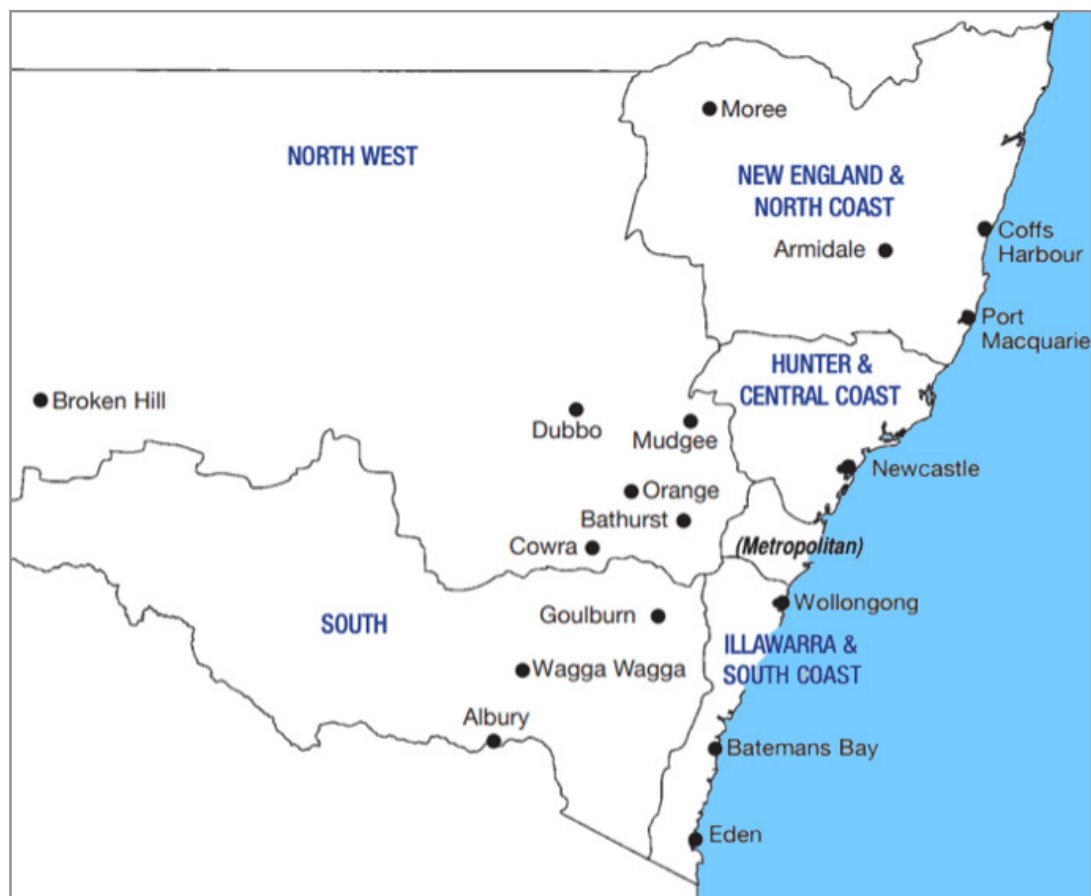 Moree
NORTH WEST
NEW ENGLAND &
NORTH COAST
Armidale
Coffs
Harbour
Port
Macquarie
HUNTER &
CENTRAL COAST
Broken Hill
Dubbo
Mudgee
Newcastle
Orange
Bathurst
Cowra
(Metropolitan)
Goulburn
Wollongong
SOUTH
ILLAWARRA &
SOUTH COAST
Wagga Wagga
Albury
Batemans Bay
Eden